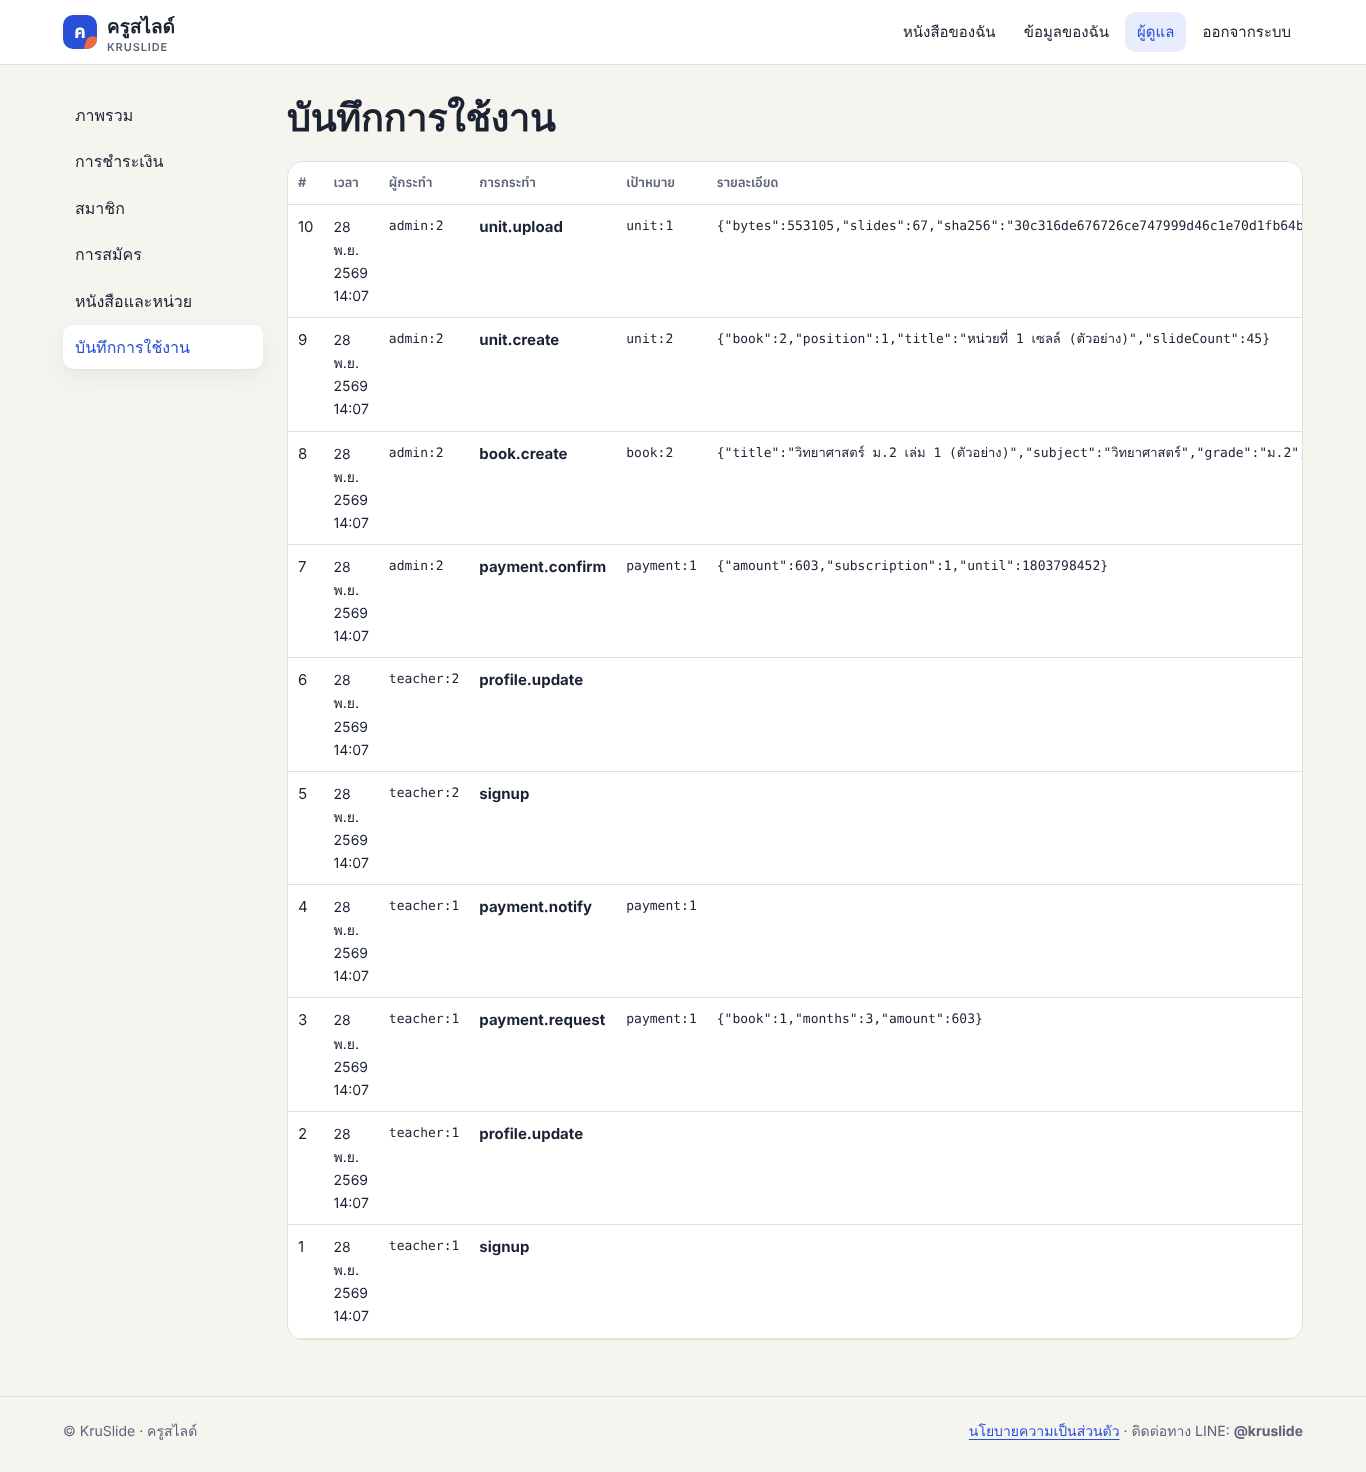 ค
ครูสไลด์
KRUSLIDE
หนังสือของฉัน ข้อมูลของฉัน ผู้ดูแล ออกจากระบบ
ภาพรวม
การชำระเงิน
สมาชิก
การสมัคร
หนังสือและหน่วย
บันทึกการใช้งาน
บันทึกการใช้งาน
# เวลา ผู้กระทำ การกระทำ เป้าหมาย รายละเอียด
10 28 admin:2 unit.upload unit:1 {"bytes":553105,"slides":67,"sha256":"30c316de676726ce747999d46c1e70d1fb64b
พ.ย.
2569
14:07
9 28 admin:2 unit.create unit:2 {"book":2,"position":1,"title":"หน่วยที่ 1 เซลล์ (ตัวอย่าง)","slideCount":45}
พ.ย.
2569
14:07
8 28 admin:2 book.create book:2 {"title":"วิทยาศาสตร์ ม.2 เล่ม 1 (ตัวอย่าง)","subject":"วิทยาศาสตร์","grade":"ม.2"
พ.ย.
2569
14:07
7 28 admin:2 payment.confirm payment:1 {"amount":603,"subscription":1,"until":1803798452}
พ.ย.
2569
14:07
6 28 teacher:2 profile.update
พ.ย.
2569
14:07
5 28 teacher:2 signup
พ.ย.
2569
14:07
4 28 teacher:1 payment.notify payment:1
พ.ย.
2569
14:07
3 28 teacher:1 payment.request payment:1 {"book":1,"months":3,"amount":603}
พ.ย.
2569
14:07
2 28 teacher:1 profile.update
พ.ย.
2569
14:07
1 28 teacher:1 signup
พ.ย.
2569
14:07
© KruSlide · ครูสไลด์
นโยบายความเป็นส่วนตัว · ติดต่อทาง LINE: @kruslide